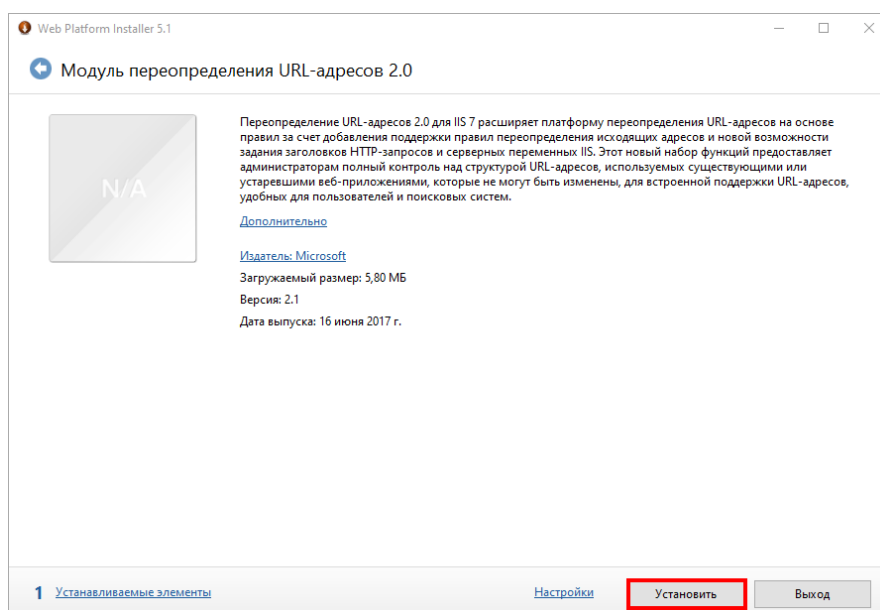 Web Platform Installer 5.1
Модуль переопределения URL-адресов 2.0
N/A
Переопределение URL-адресов 2.0 для IIS 7 расширяет платформу переопределения URL-адресов на основе
правил за счет добавления поддержки правил переопределения исходящих адресов и новой возможности
задания заголовков HTTP-запросов и серверных переменных IIS. Этот новый набор функций предоставляет
администраторам полный контроль над структурой URL-адресов, используемых существующими или
устаревшими веб-приложениями, которые не могут быть изменены, для встроенной поддержки URL-адресов,
удобных для пользователей и поисковых систем.
Дополнительно
Издатель: Microsoft
Загружаемый размер: 5,80 МБ
Версия: 2.1
Дата выпуска: 16 июня 2017 г.
1 Устанавливаемые элементы Настройки Установить Выход